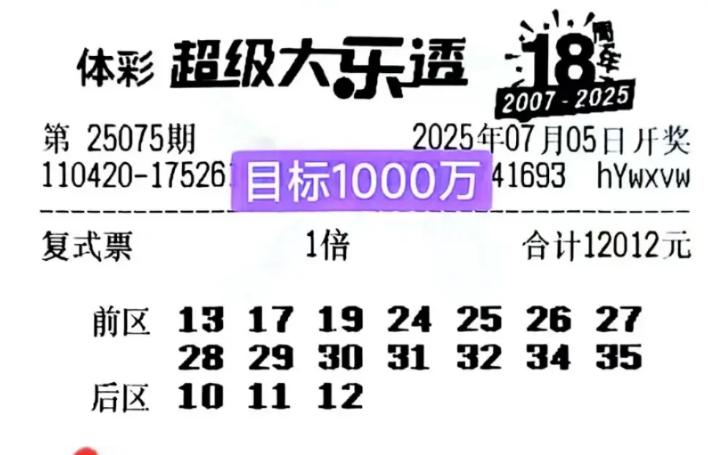 体彩 超级大乐透 18周年
2007-2025
第 25075期 2025年07月05日开奖
110420-17526 目标1000万 41693 hYwxvw
复式票 1倍 合计12012元
前区 13 17 19 24 25 26 27
28 29 30 31 32 34 35
后区 10 11 12